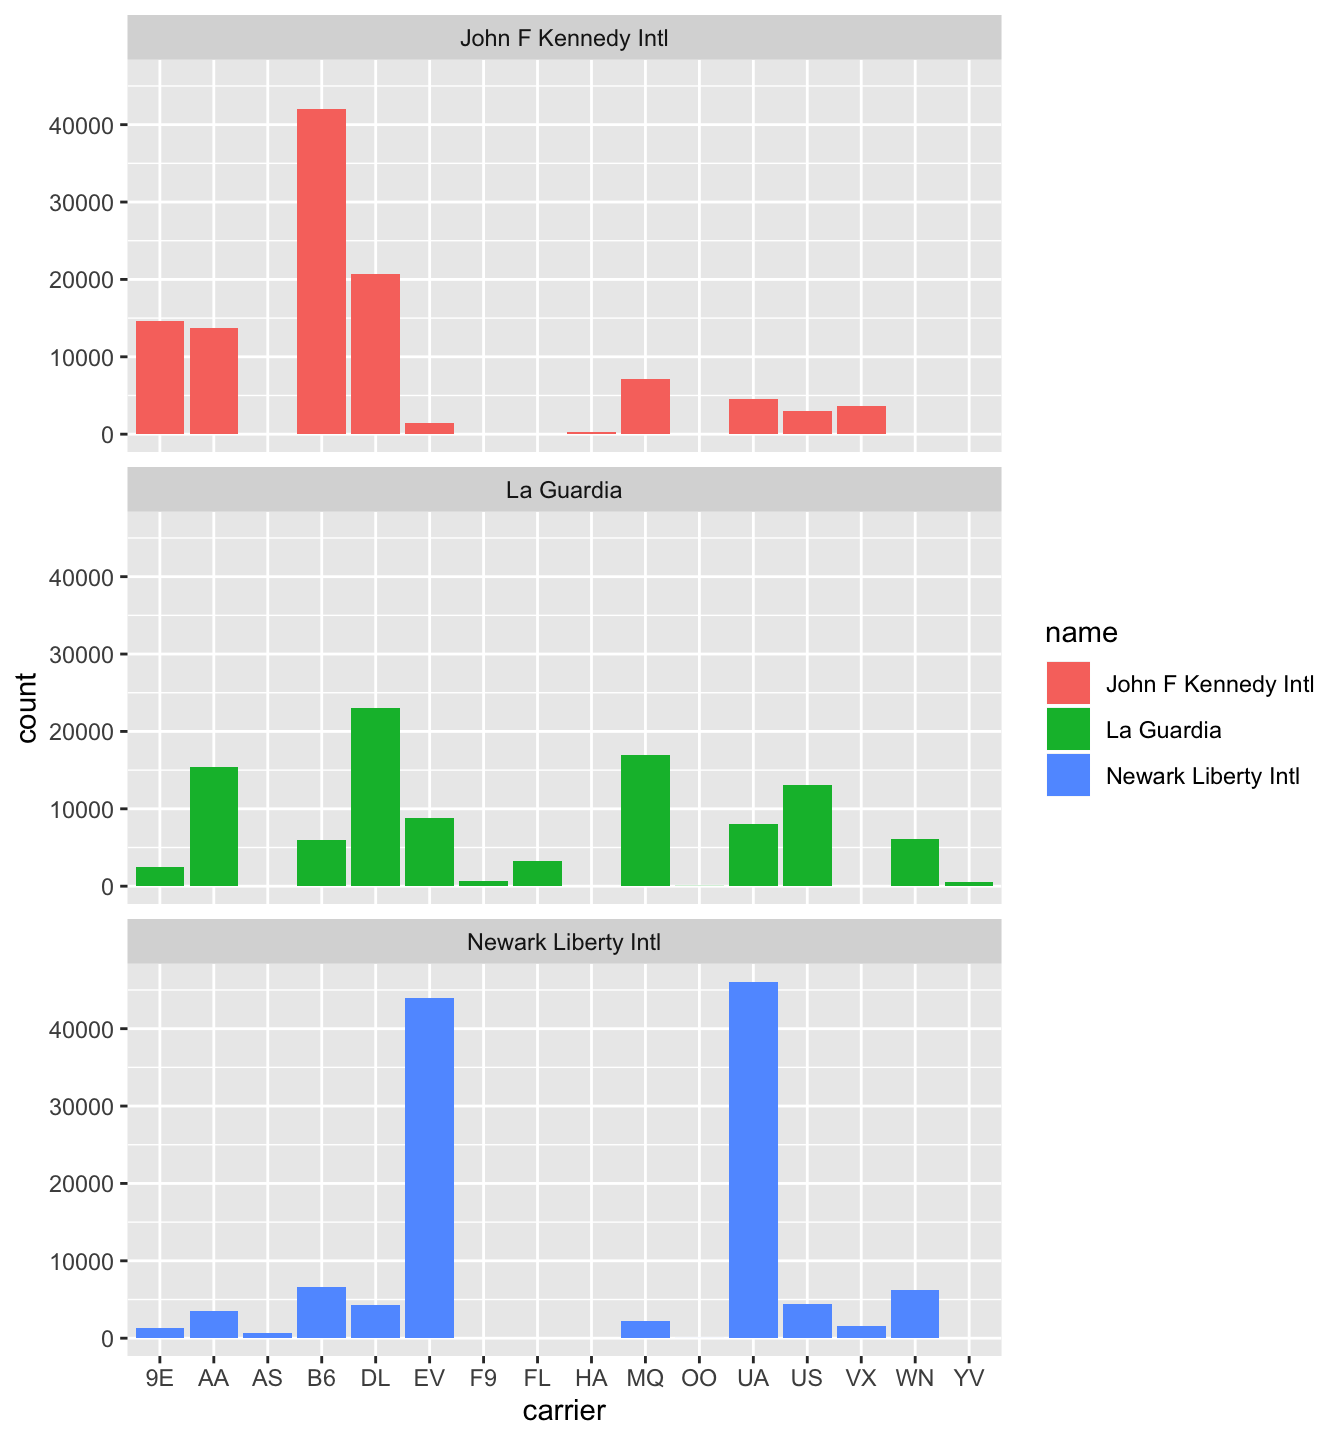 John F Kennedy Intl
40000
30000
20000
10000
0
La Guardia
40000
30000
20000
10000
0
count
name
John F Kennedy Intl
La Guardia
Newark Liberty Intl
Newark Liberty Intl
40000
30000
20000
10000
0
9E AA AS B6 DL EV F9 FL HA MQ OO UA US VX WN YV
carrier